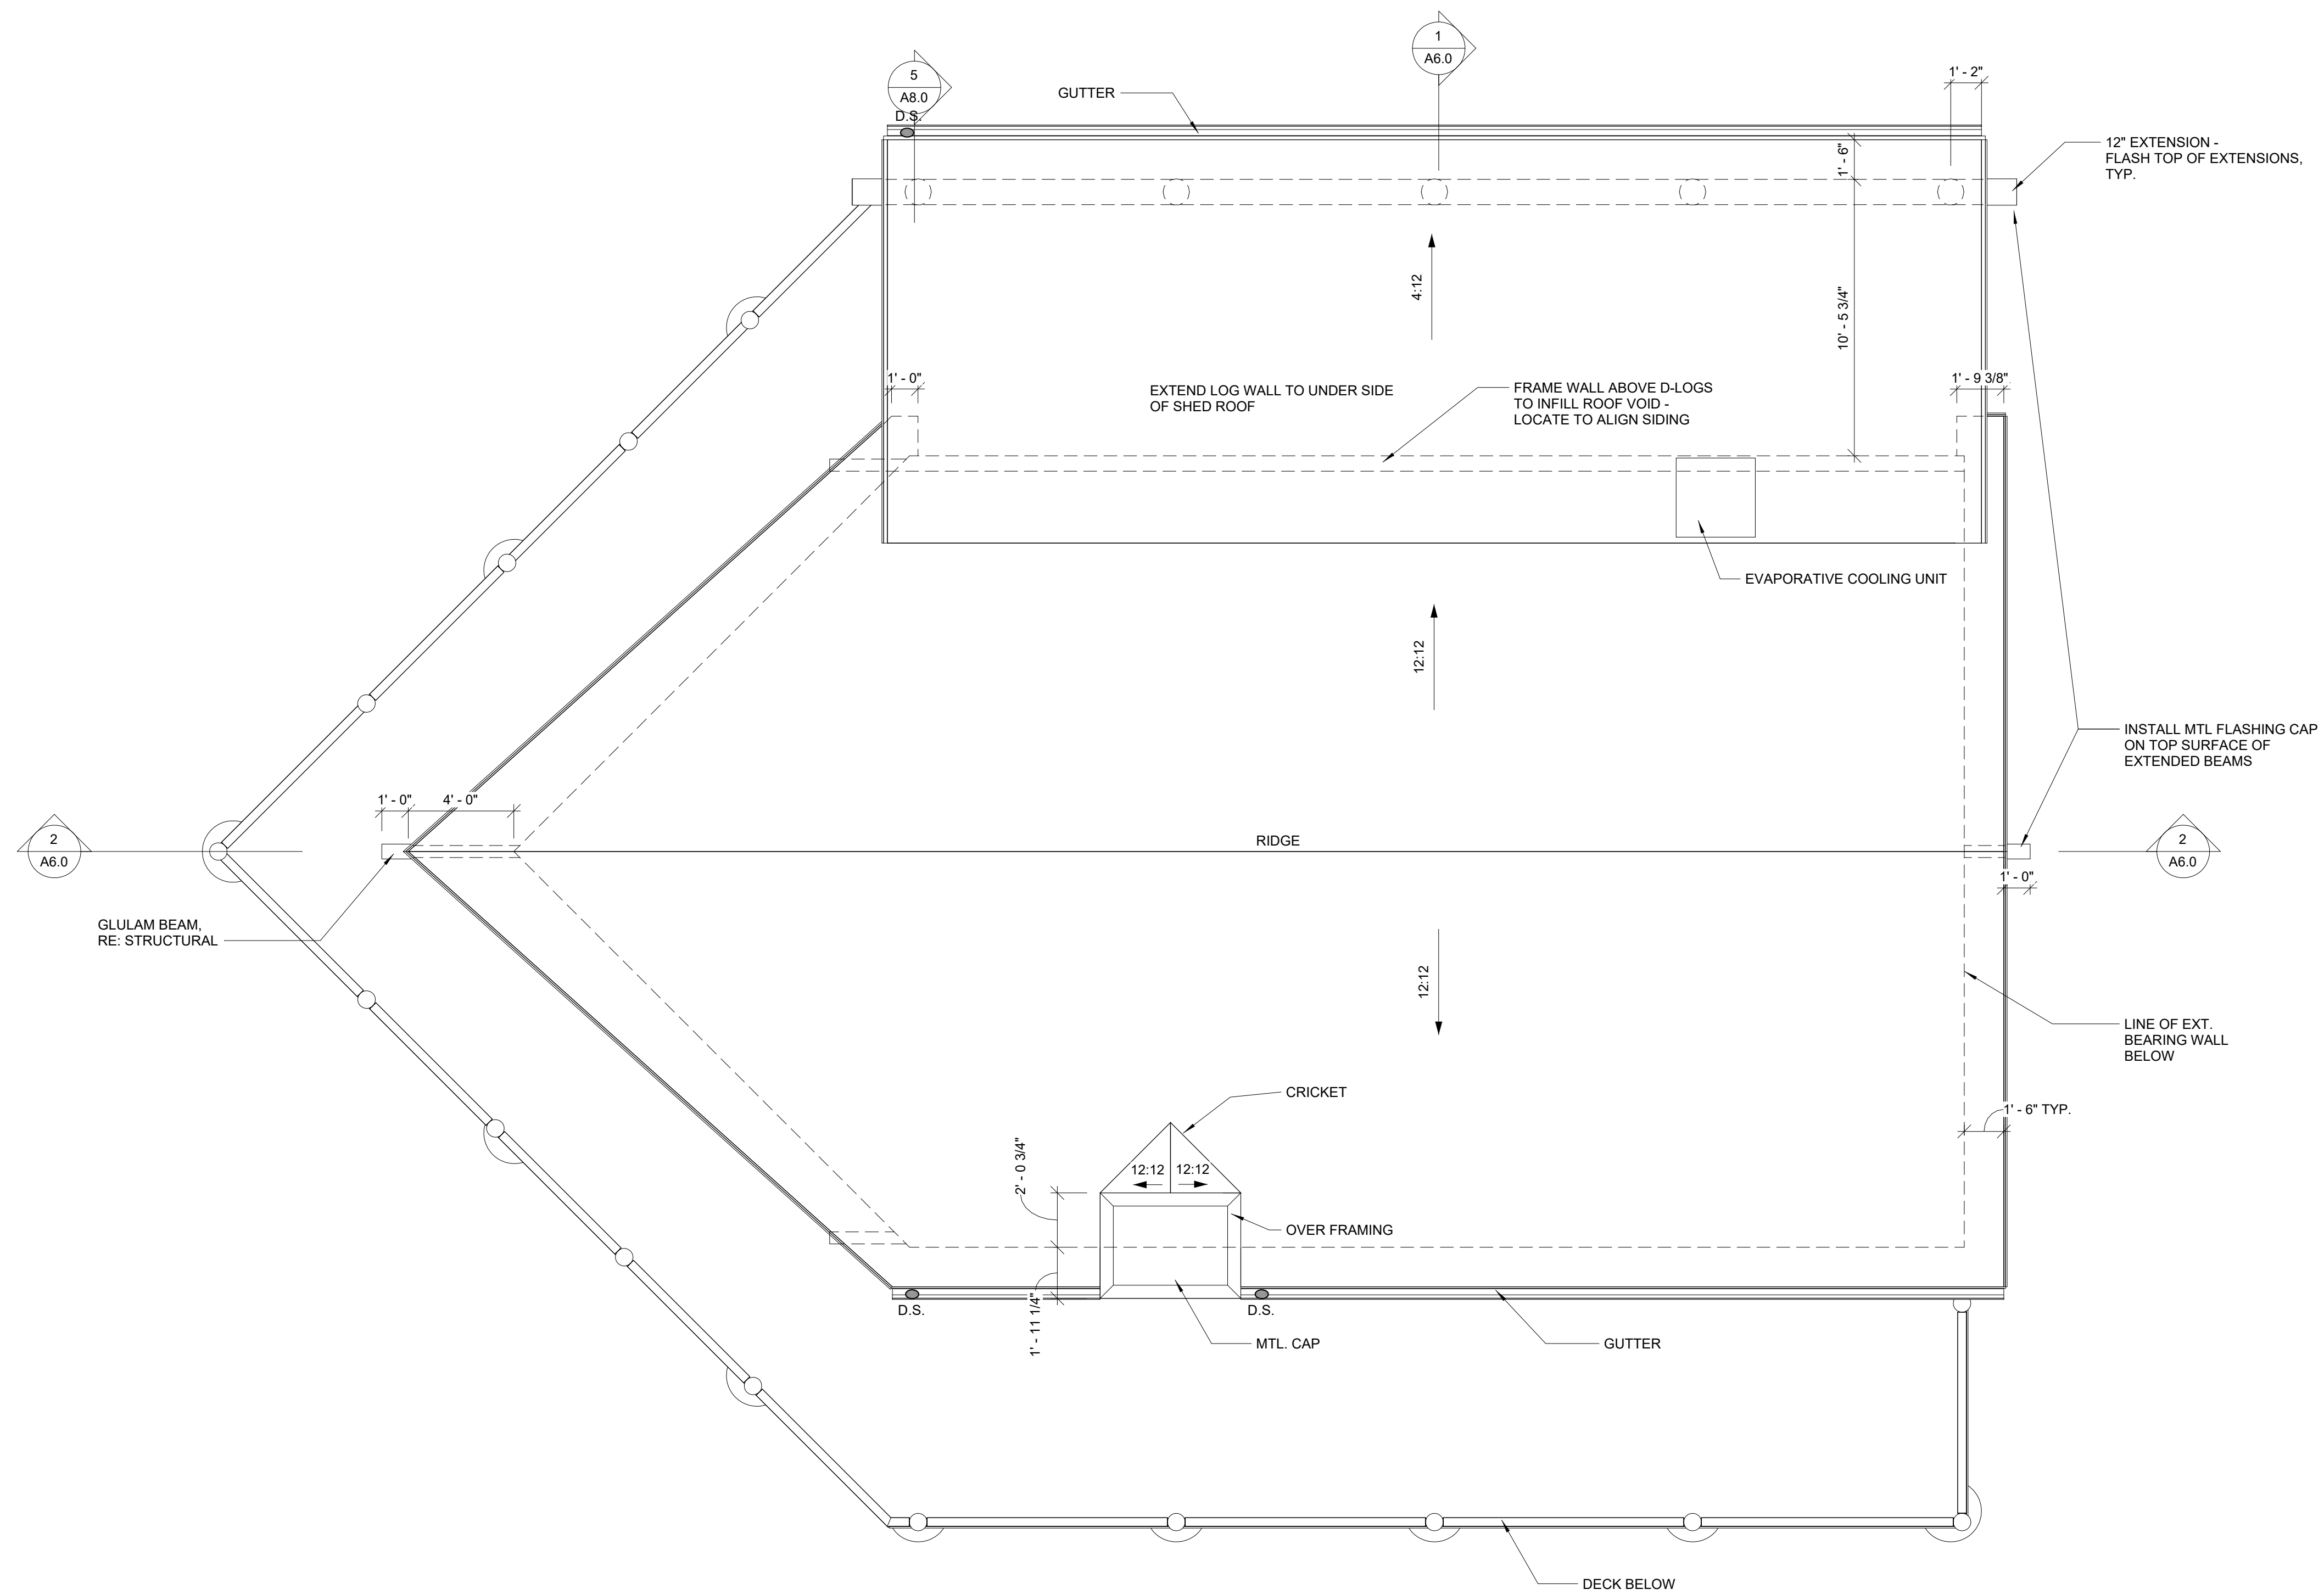 1
A6.0
5
A8.0
D.S.
GUTTER
1' - 2"
12" EXTENSION -
FLASH TOP OF EXTENSIONS,
TYP.
1' - 6"
4:12
10' - 5 3/4"
1' - 0"
EXTEND LOG WALL TO UNDER SIDE
OF SHED ROOF
FRAME WALL ABOVE D-LOGS
TO INFILL ROOF VOID -
LOCATE TO ALIGN SIDING
1' - 9 3/8"
EVAPORATIVE COOLING UNIT
12:12
INSTALL MTL FLASHING CAP
ON TOP SURFACE OF
EXTENDED BEAMS
1' - 0"
4' - 0"
2
A6.0
RIDGE
2
A6.0
1' - 0"
GLULAM BEAM,
RE: STRUCTURAL
12:12
LINE OF EXT.
BEARING WALL
BELOW
CRICKET
1' - 6" TYP.
2' - 0 3/4"
12:12
12:12
OVER FRAMING
D.S.
1' - 11 1/4"
D.S.
MTL. CAP
GUTTER
DECK BELOW